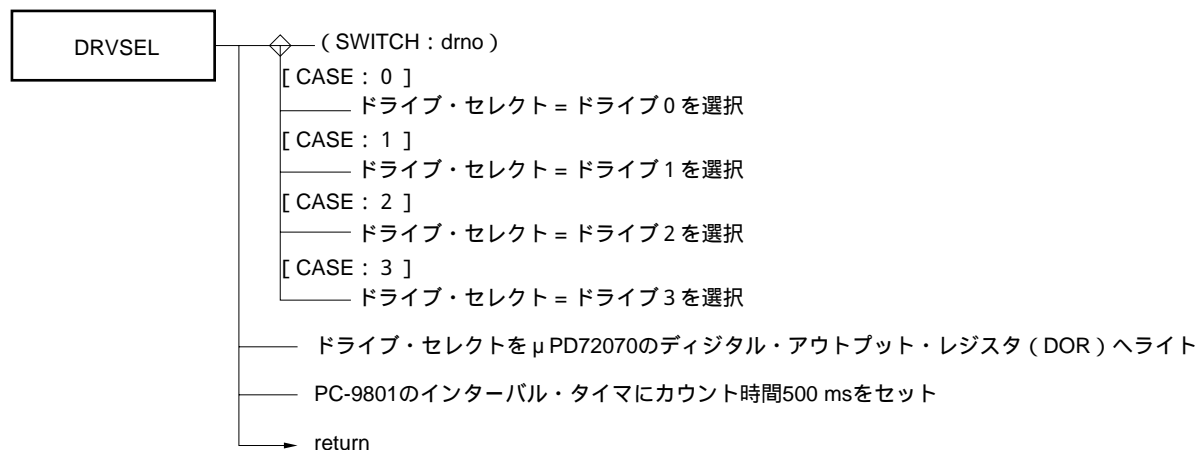 DRVSEL
（SWITCH：drno）
[ CASE： 0 ]
ドライブ・セレクト = ドライブ 0 を選択
[ CASE： 1 ]
ドライブ・セレクト = ドライブ 1 を選択
[ CASE： 2 ]
ドライブ・セレクト = ドライブ 2 を選択
[ CASE： 3 ]
ドライブ・セレクト = ドライブ 3 を選択
ドライブ・セレクトをμPD72070のディジタル・アウトプット・レジスタ（DOR）へライト
PC-9801のインターバル・タイマにカウント時間500 msをセット
return